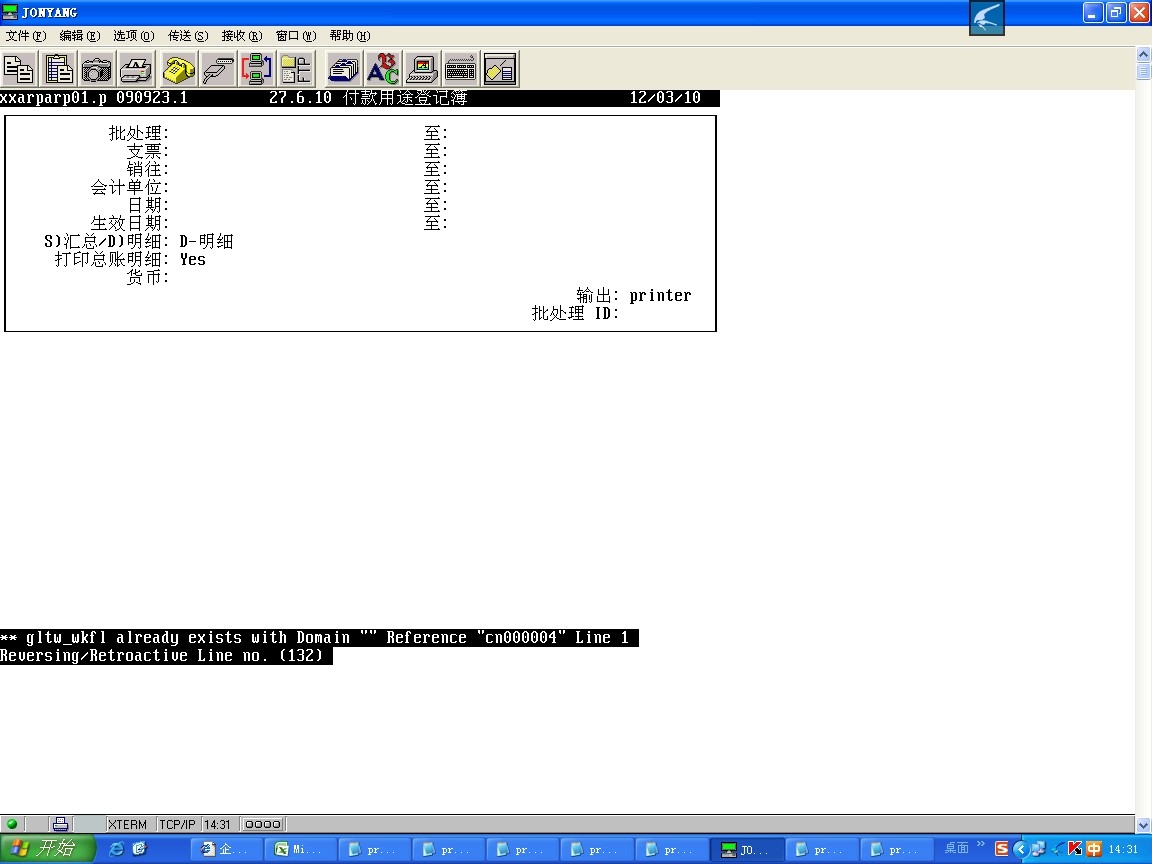 JONYANG
文件(F) 编辑(E) 选项(O) 传送(S) 接收(R) 窗口(W) 帮助(H)
xxarparp01.p 090923.1 27.6.10 付款用途登记簿 12/03/10
批处理: 至:
支票: 至:
销往: 至:
会计单位: 至:
日期: 至:
生效日期: 至:
S)汇总/D)明细: D-明细
打印总账明细: Yes
货币:
输出: printer
批处理 ID:
** gltw_wkfl already exists with Domain "" Reference "cn000004" Line 1
Reversing/Retroactive Line no. (132)
XTERM TCP/IP 14:31
开始 企... Mi... pr... pr... pr... pr... pr... JO... pr... pr... 桌面 » 中 14:31